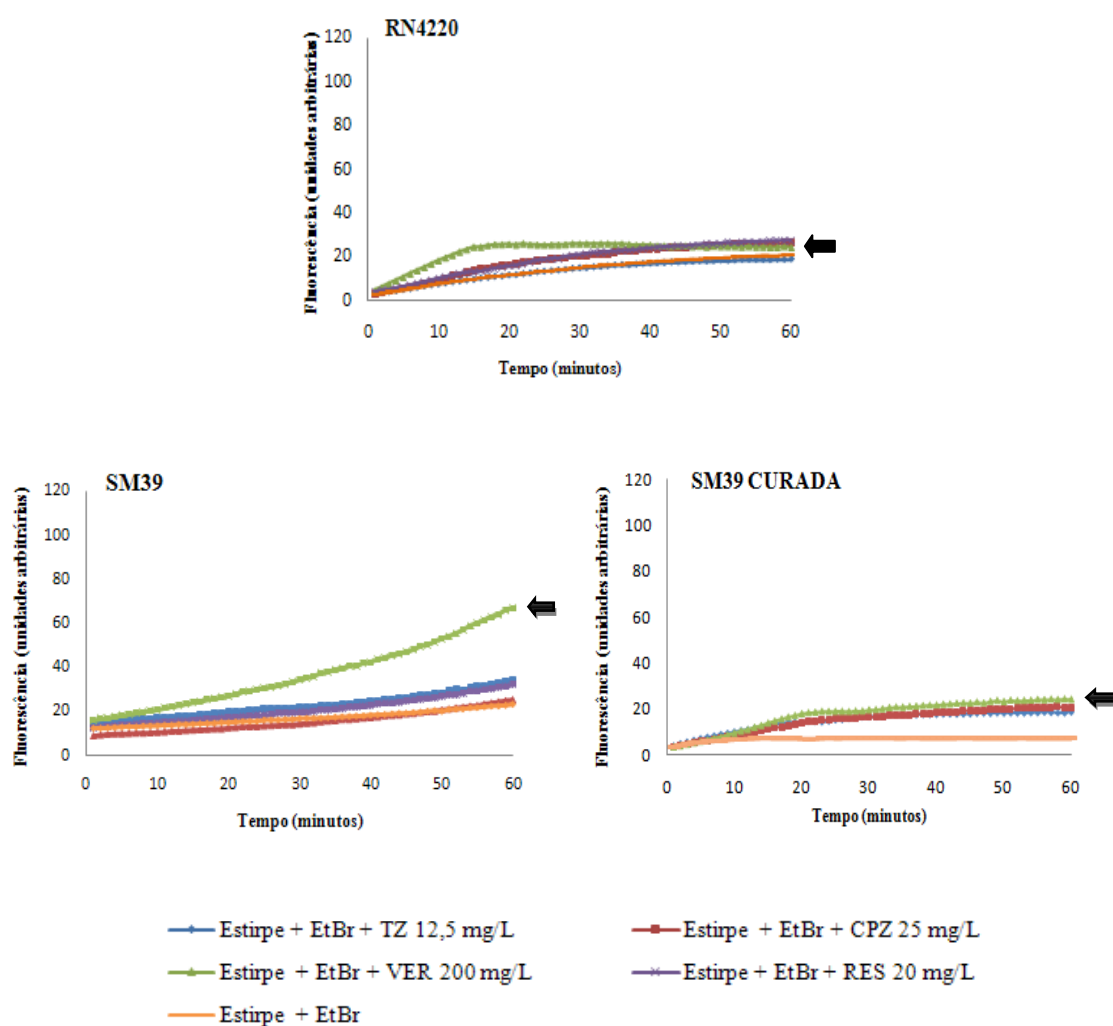 RN4220
Fluorescência (unidades arbitrárias)
120
100
80
60
40
20
0
0 10 20 30 40 50 60
Tempo (minutos)
SM39
Fluorescência (unidades arbitrárias)
120
100
80
60
40
20
0
0 10 20 30 40 50 60
Tempo (minutos)
SM39 CURADA
Fluorescência (unidades arbitrárias)
120
100
80
60
40
20
0
0 10 20 30 40 50 60
Tempo (minutos)
Estirpe + EtBr + TZ 12,5 mg/L
Estirpe + EtBr + CPZ 25 mg/L
Estirpe + EtBr + VER 200 mg/L
Estirpe + EtBr + RES 20 mg/L
Estirpe + EtBr